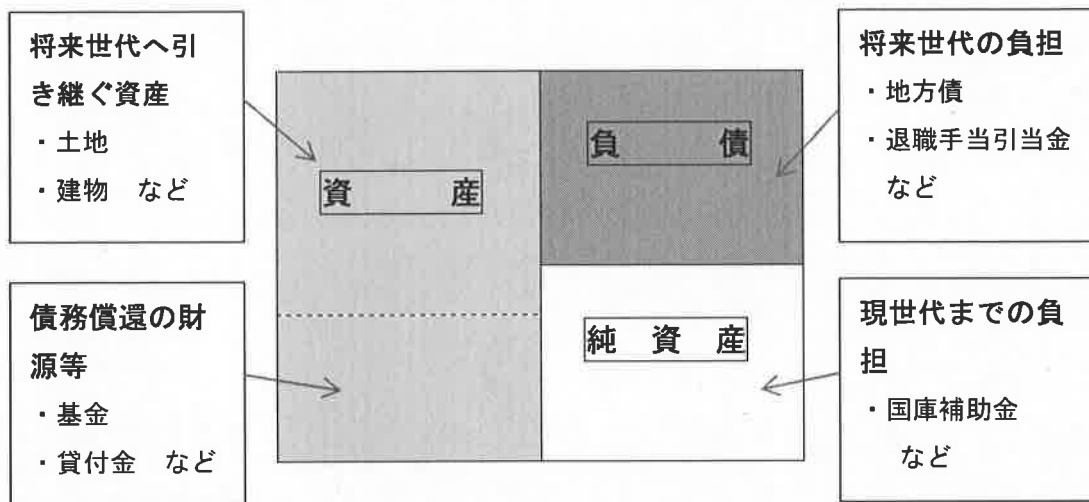 将来世代へ引
き継ぐ資産
・土地
・建物　など
債務償還の財
源等
・基金
・貸付金　など
資　産
負　債
純　資　産
将来世代の負担
・地方債
・退職手当引当金
など
現世代までの負
担
・国庫補助金
など